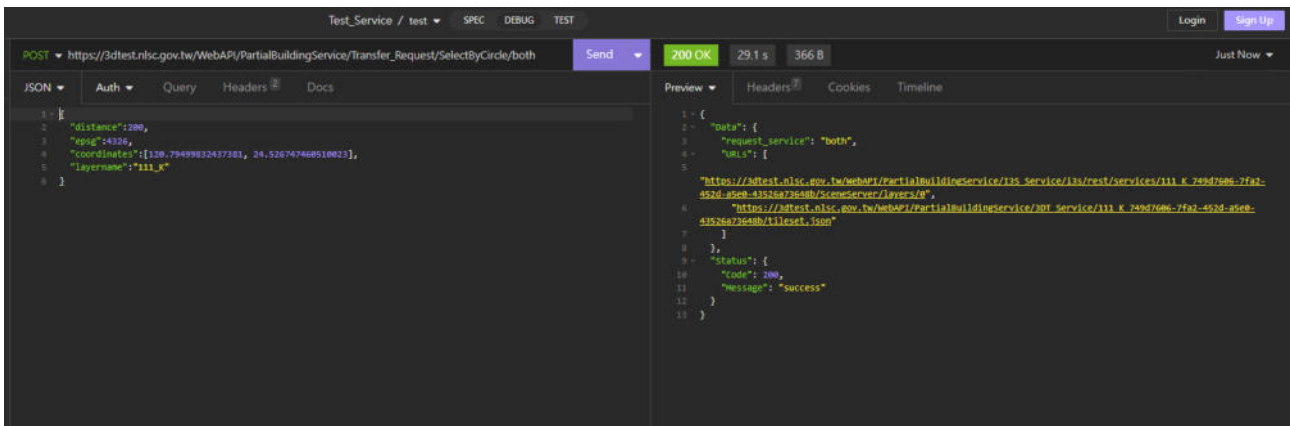 Test_Service / test SPEC DEBUG TEST Login Sign Up
POST https://3dtest.nlsc.gov.tw/WebAPI/PartialBuildingService/Transfer_Request/SelectByCircle/both Send
200 OK 29.1 s 366 B Just Now
JSON Auth Query Headers 2 Docs
Preview Headers 7 Cookies Timeline
1 {
2 "distance":200,
3 "epsg":4326,
4 "coordinates":[120.79499832437381, 24.526747460510023],
5 "layername":"111_K"
6 }
1 {
2 "Data": {
3 "request_service": "both",
4 "URLs": [
5
"https://3dtest.nlsc.gov.tw/WebAPI/PartialBuildingService/I3S_Service/i3s/rest/services/111_K_749d7606-7fa2-
452d-a5e0-43526a73648b/SceneServer/layers/0",
6 "https://3dtest.nlsc.gov.tw/WebAPI/PartialBuildingService/3DT_Service/111_K_749d7606-7fa2-452d-a5e0-
43526a73648b/tileset.json"
7 ]
8 },
9 "Status": {
10 "Code": 200,
11 "Message": "success"
12 }
13 }